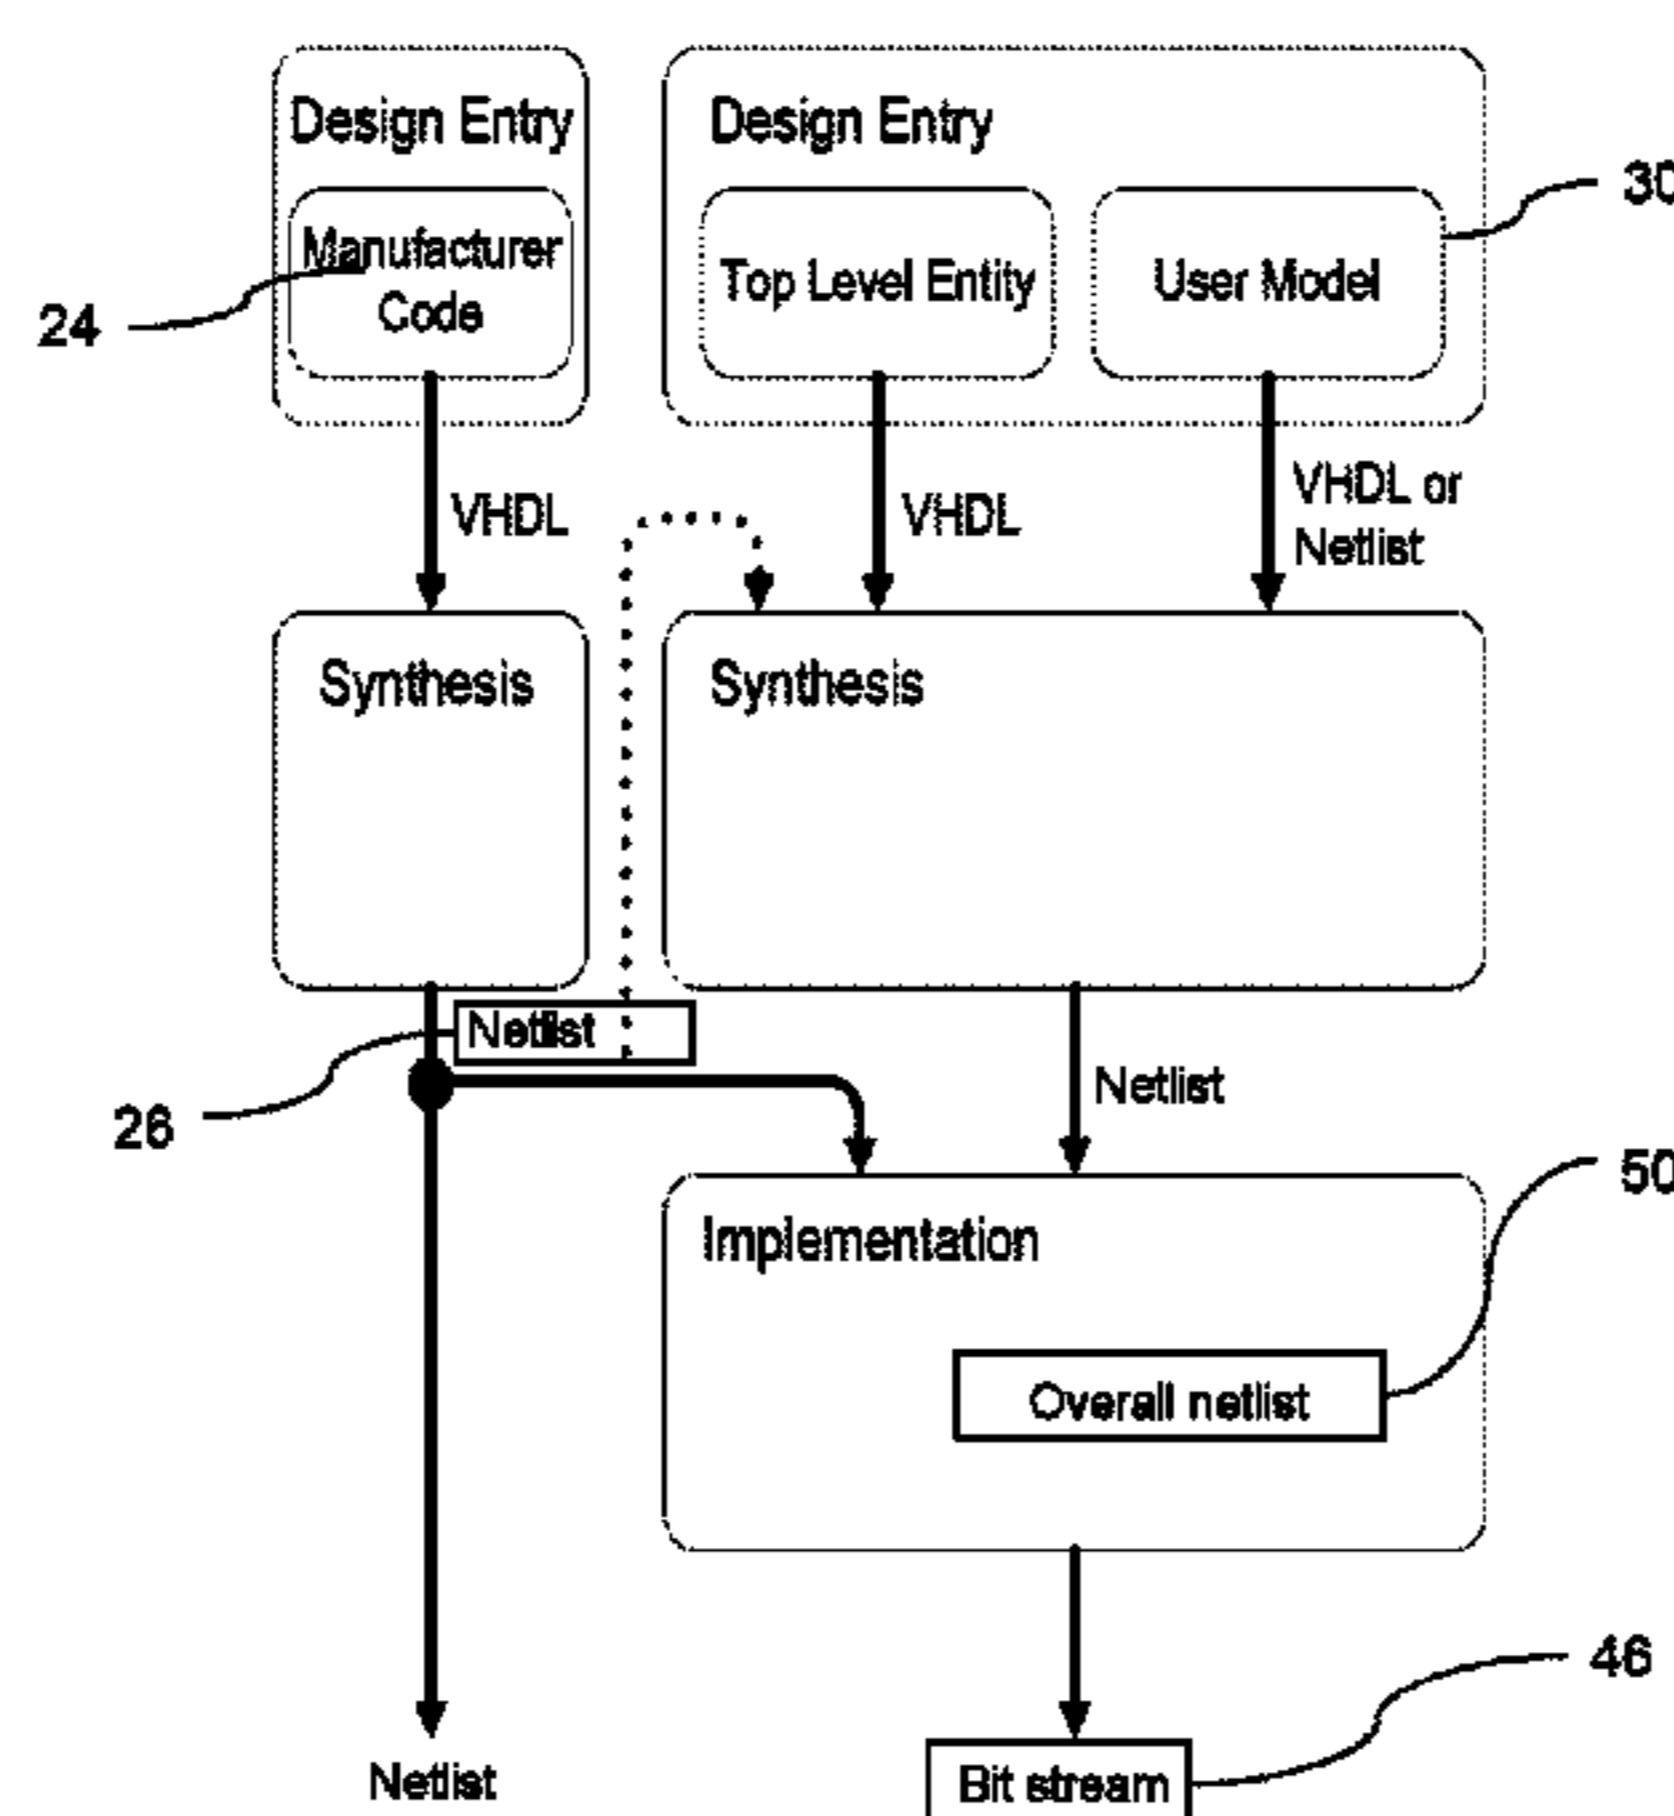 Design Entry
Design Entry
30
Manufacturer
Code
Top Level Entity
User Model
24
VHDL
VHDL
VHDL or
Netlist
Synthesis
Synthesis
Netlist
26
Netlist
50
Implementation
Overall netlist
46
Netlist
Bit stream